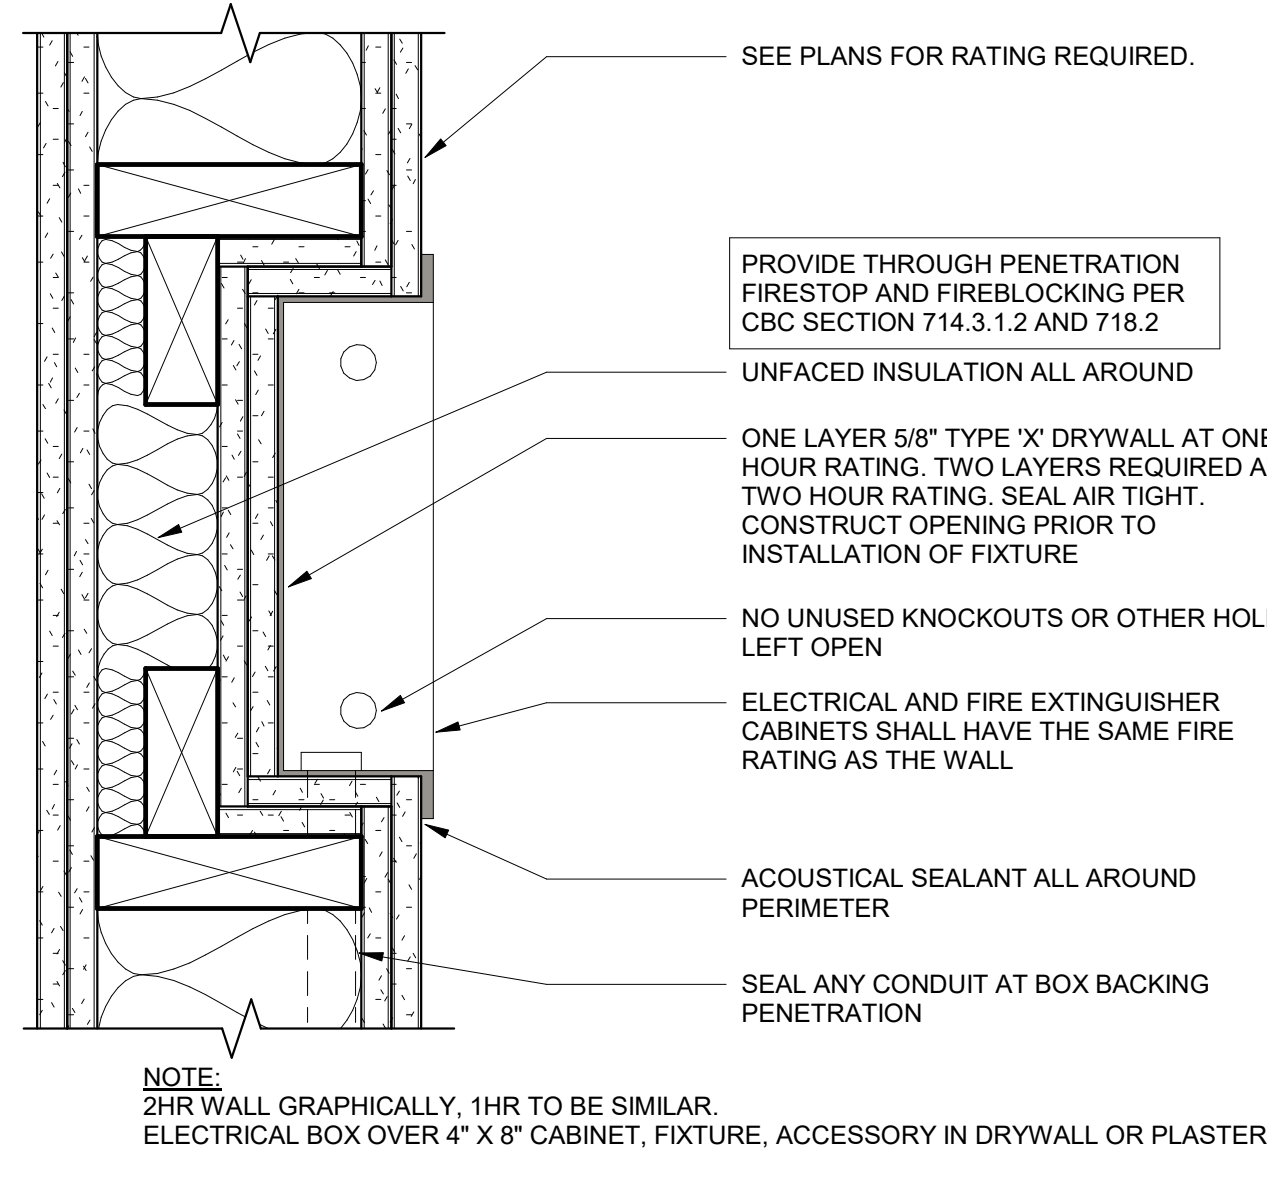 SEE PLANS FOR RATING REQUIRED.
PROVIDE THROUGH PENETRATION
FIRESTOP AND FIREBLOCKING PER
CBC SECTION 714.3.1.2 AND 718.2
UNFACED INSULATION ALL AROUND
ONE LAYER 5/8" TYPE 'X' DRYWALL AT
HOUR RATING. TWO LAYERS REQUIRED
TWO HOUR RATING. SEAL AIR TIGHT.
CONSTRUCT OPENING PRIOR TO
INSTALLATION OF FIXTURE
NO UNUSED KNOCKOUTS OR OTHER
LEFT OPEN
ELECTRICAL AND FIRE EXTINGUISHER
CABINETS SHALL HAVE THE SAME FIRE
RATING AS THE WALL
ACOUSTICAL SEALANT ALL AROUND
PERIMETER
SEAL ANY CONDUIT AT BOX BACKING
PENETRATION
NOTE:
2HR WALL GRAPHICALLY, 1HR TO BE SIMILAR.
ELECTRICAL BOX OVER 4" X 8" CABINET, FIXTURE, ACCESSORY IN DRYWALL OR PLASTER